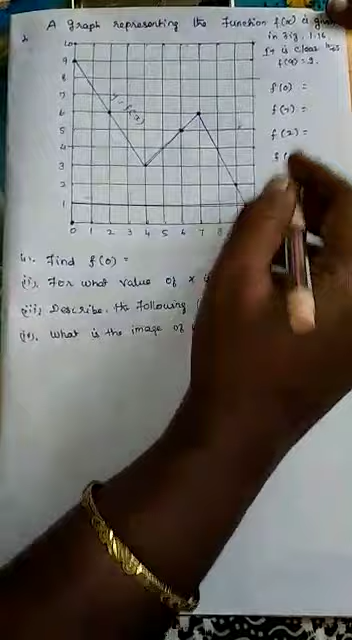 2. A graph representing the function f(x) is given
in fig. 1.16.
It is clear that
f(9)=2.
f(0) =
f(7) =
f(2) =
f(
10
9
8
7
6
5
4
3
2
1
0 1 2 3 4 5 6 7 8
y = f(x)
(i). Find f(0) =
(ii), For what value of x
(iii), Describe the following
(iv). What is the image of